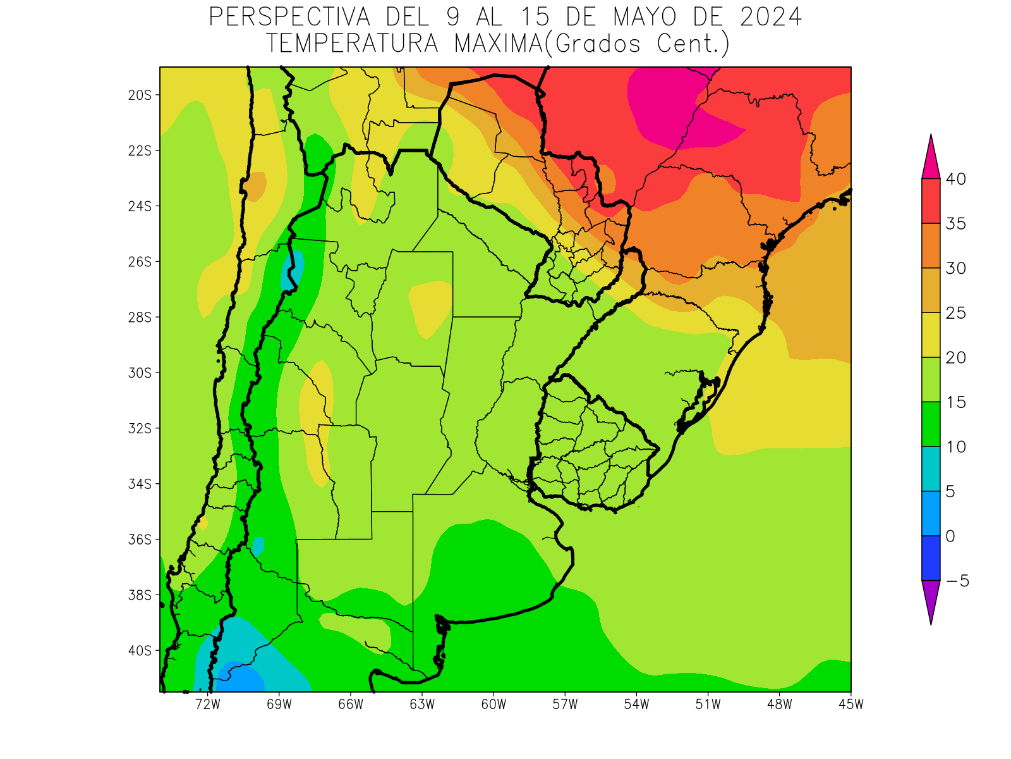 PERSPECTIVA DEL 9 AL 15 DE MAYO DE 2024
TEMPERATURA MAXIMA(Grados Cent.)
20S
22S
24S
26S
28S
30S
32S
34S
36S
38S
40S
72W 69W 66W 63W 60W 57W 54W 51W 48W 45W
40
35
30
25
20
15
10
5
0
−5